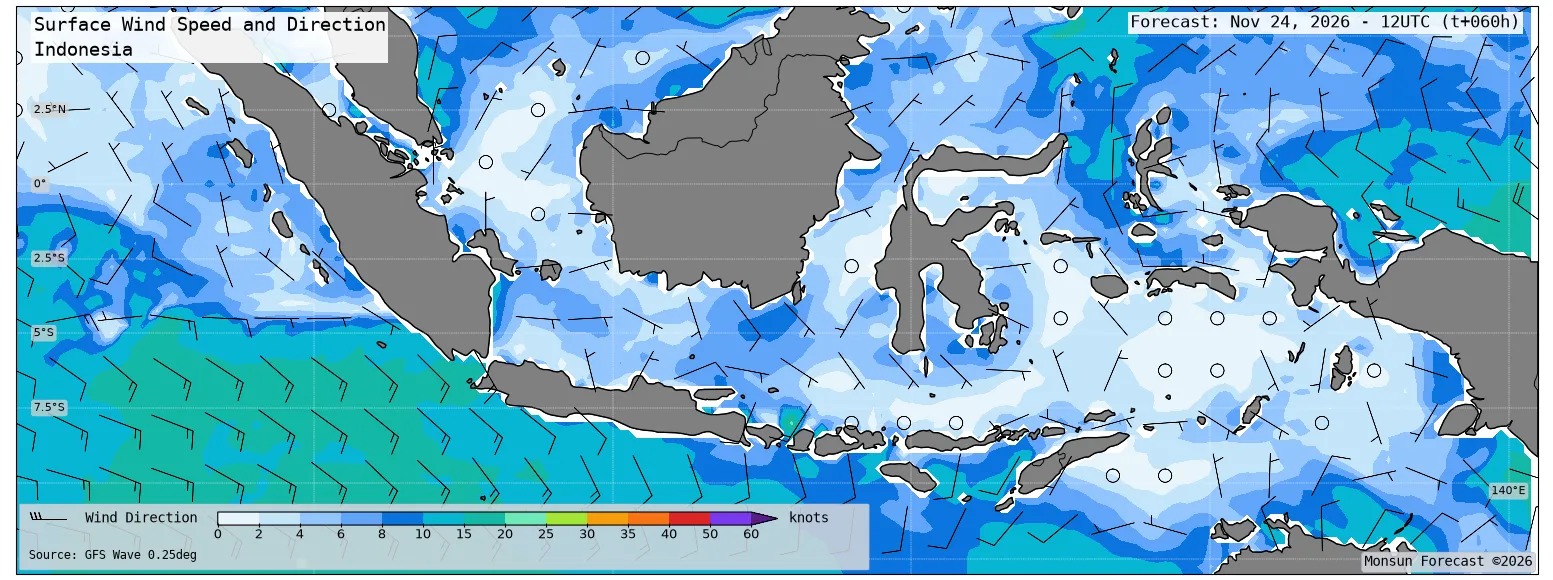 Surface Wind Speed and Direction
Indonesia
Forecast: Nov 24, 2026 - 12UTC (t+060h)
2.5°N
0°
2.5°S
5°S
7.5°S
140°E
Wind Direction
0 2 4 6 8 10 15 20 25 30 35 40 50 60
knots
Source: GFS Wave 0.25deg
Monsun Forecast ©2026